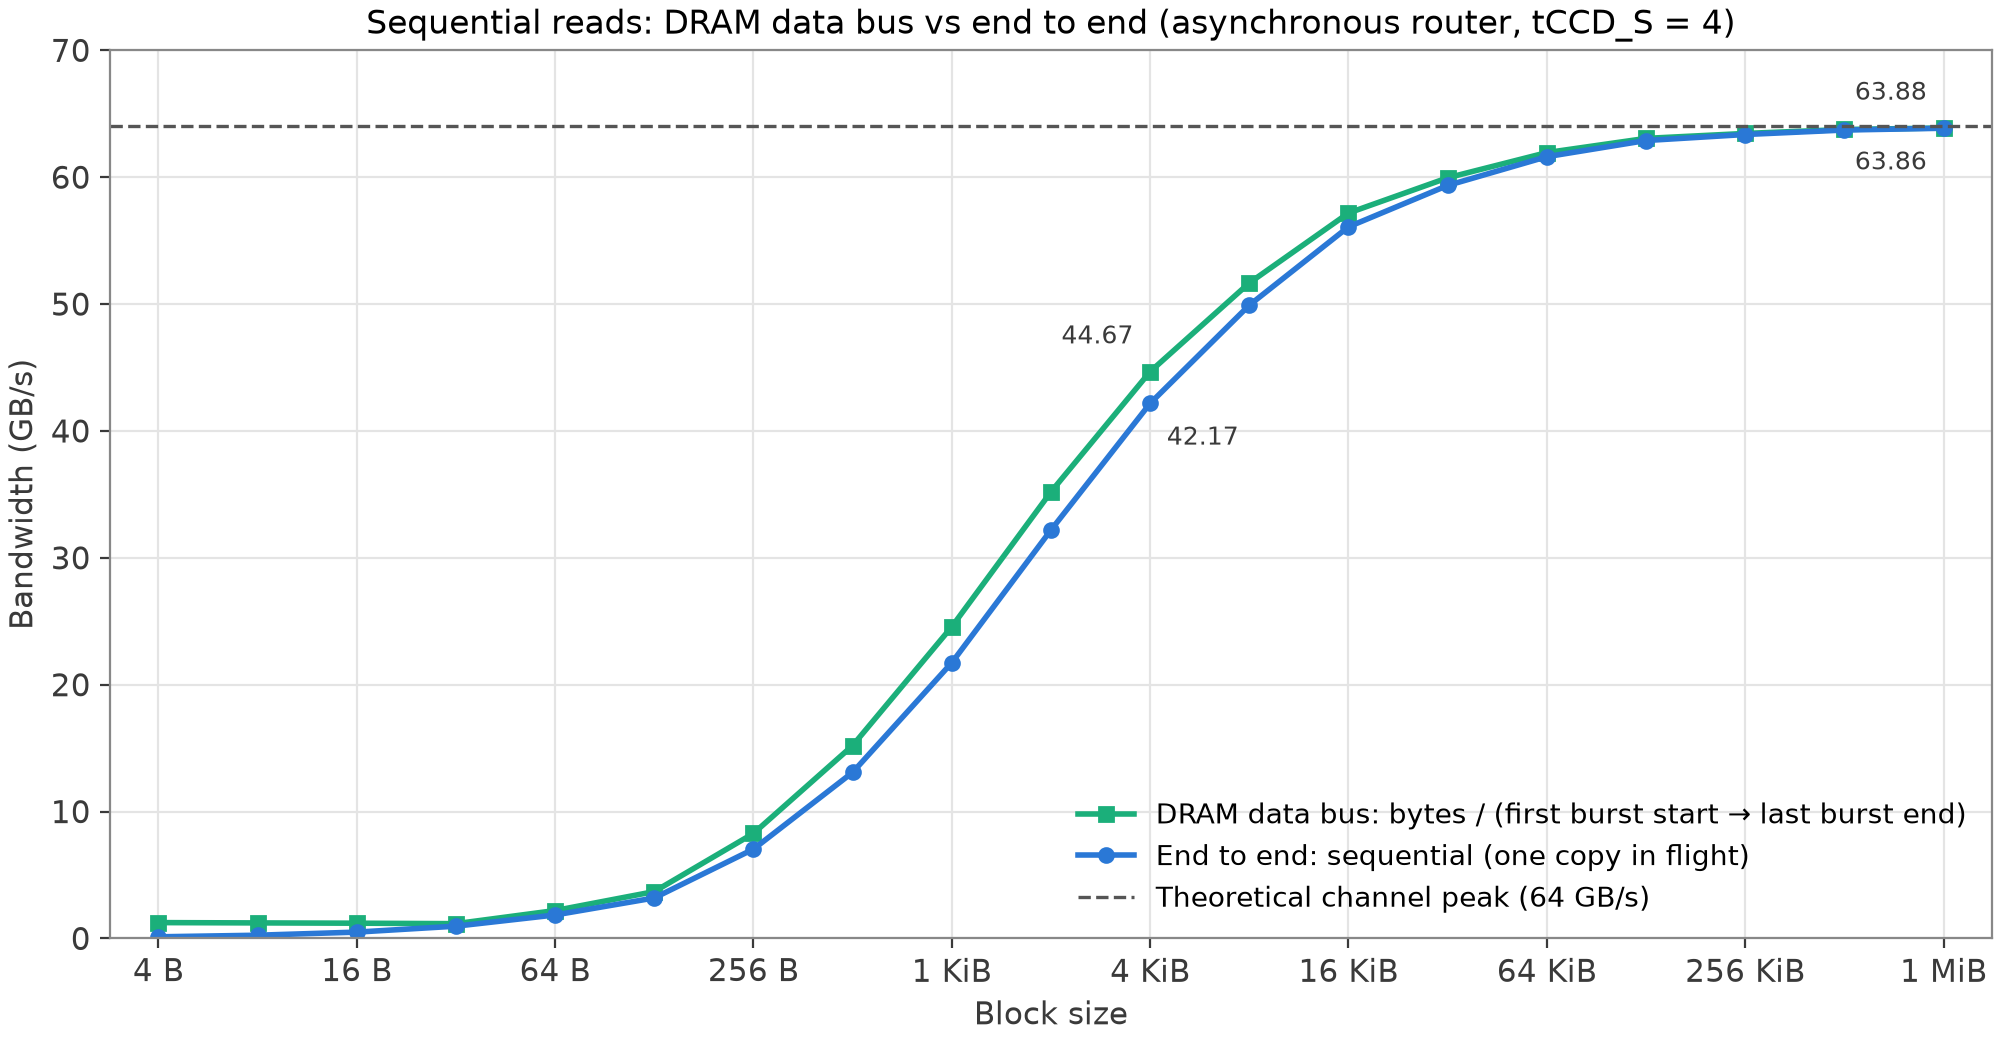 Sequential reads: DRAM data bus vs end to end (asynchronous router, tCCD_S = 4)
70
60
50
40
30
20
10
0
Bandwidth (GB/s)
63.88
63.86
44.67
42.17
DRAM data bus: bytes / (first burst start → last burst end)
End to end: sequential (one copy in flight)
Theoretical channel peak (64 GB/s)
4 B 16 B 64 B 256 B 1 KiB 4 KiB 16 KiB 64 KiB 256 KiB 1 MiB
Block size